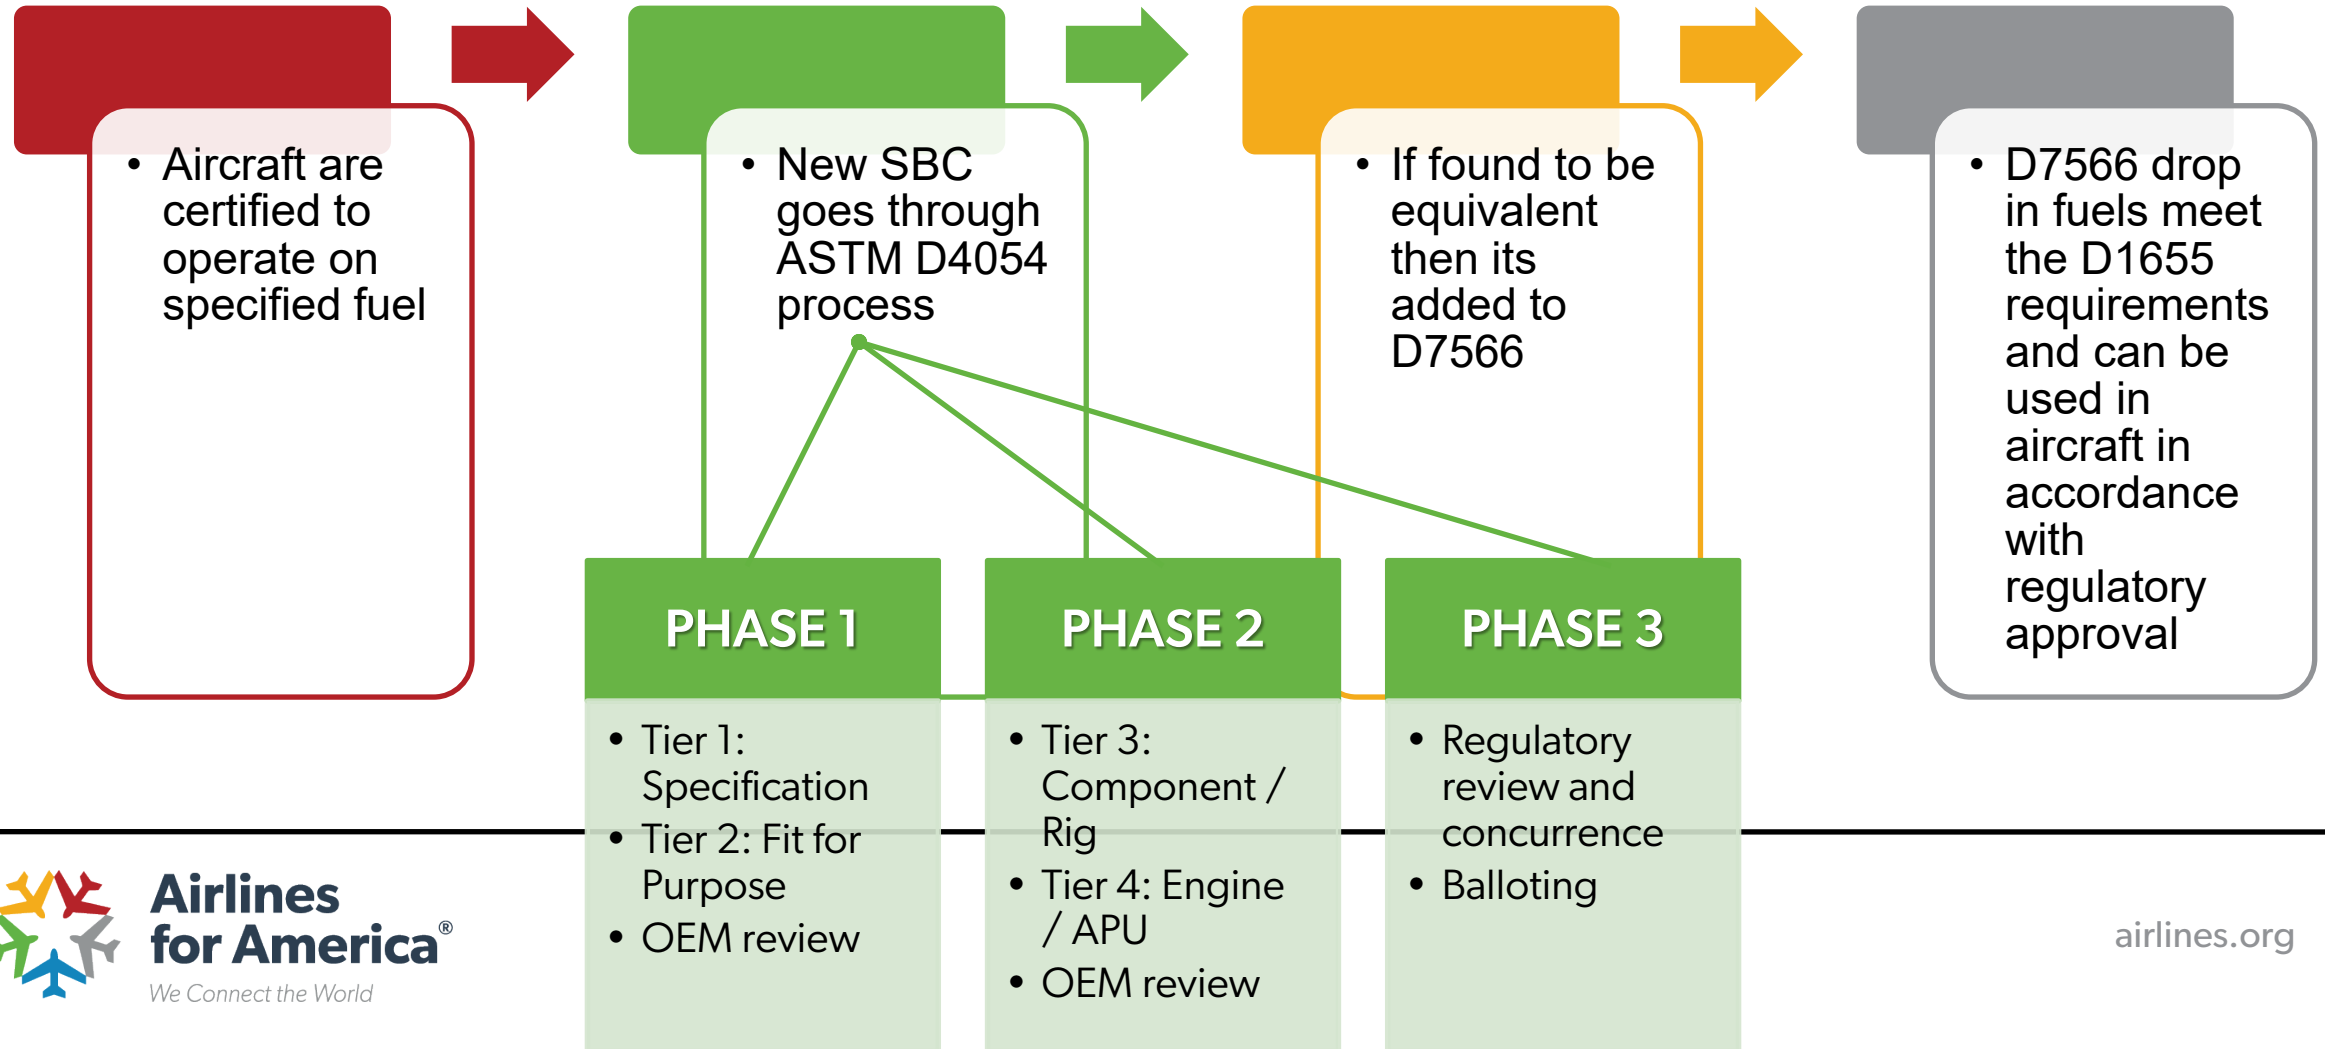 • Aircraft are
certified to
operate on
specified fuel
• New SBC
goes through
ASTM D4054
process
• If found to be
equivalent
then its
added to
D7566
• D7566 drop
in fuels meet
the D1655
requirements
and can be
used in
aircraft in
accordance
with
regulatory
approval
PHASE 1
• Tier 1:
Specification
• Tier 2: Fit for
Purpose
• OEM review
PHASE 2
• Tier 3:
Component /
Rig
• Tier 4: Engine
/ APU
• OEM review
PHASE 3
• Regulatory
review and
concurrence
• Balloting
Airlines
for America®
We Connect the World
airlines.org